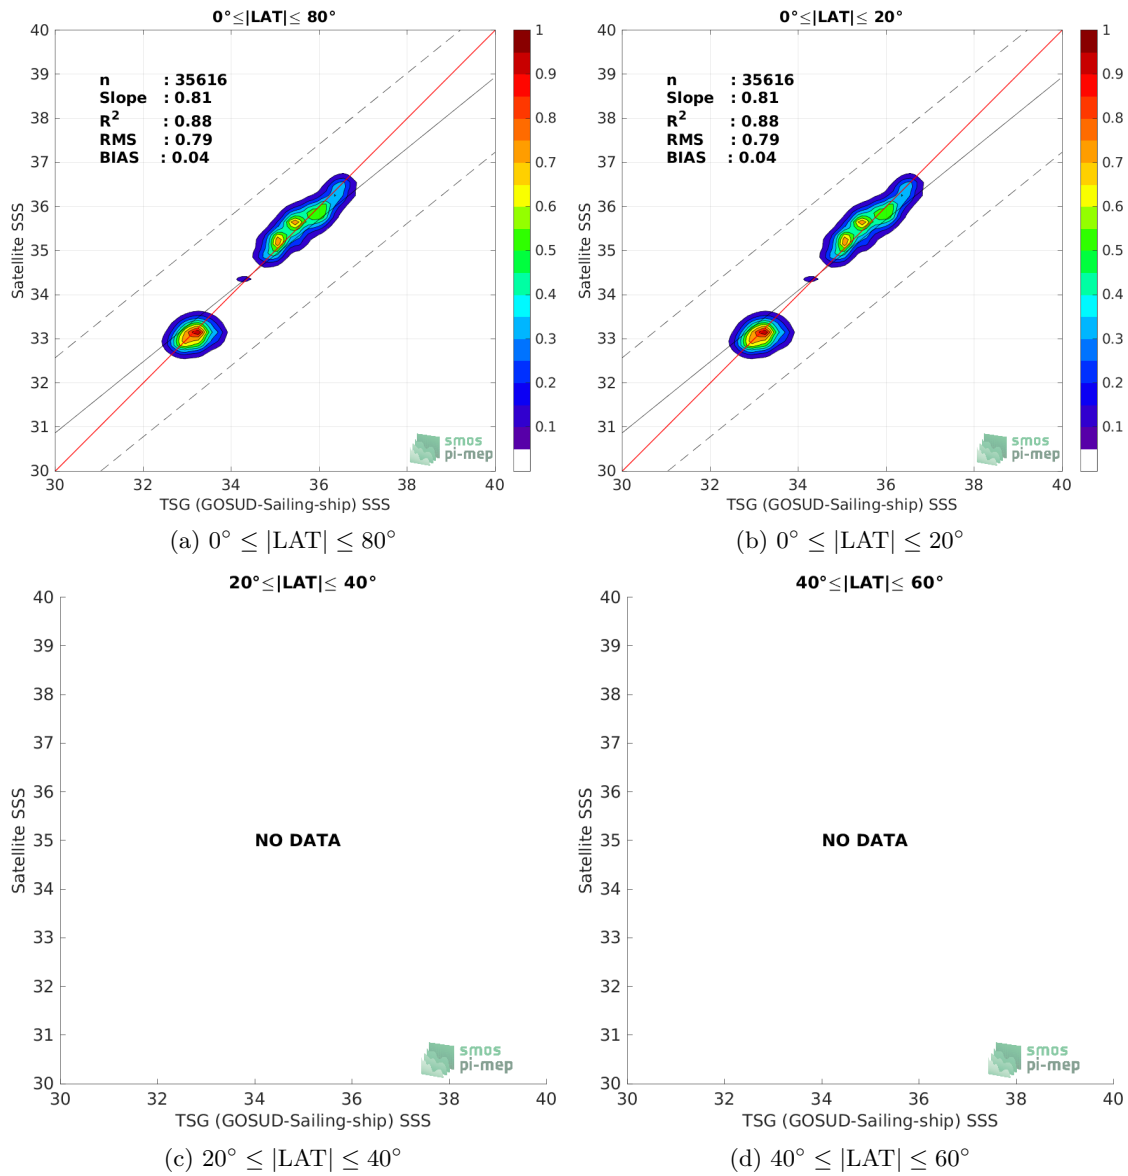 0°≤|LAT|≤ 80°
40
39
38
37
36
35
34
33
32
31
30
Satellite SSS
n : 35616
Slope : 0.81
R² : 0.88
RMS : 0.79
BIAS : 0.04
smos
pi-mep
30 32 34 36 38 40
TSG (GOSUD-Sailing-ship) SSS
1
0.9
0.8
0.7
0.6
0.5
0.4
0.3
0.2
0.1
(a) 0° ≤ |LAT| ≤ 80°
0°≤|LAT|≤ 20°
40
39
38
37
36
35
34
33
32
31
30
Satellite SSS
n : 35616
Slope : 0.81
R² : 0.88
RMS : 0.79
BIAS : 0.04
smos
pi-mep
30 32 34 36 38 40
TSG (GOSUD-Sailing-ship) SSS
1
0.9
0.8
0.7
0.6
0.5
0.4
0.3
0.2
0.1
(b) 0° ≤ |LAT| ≤ 20°
20°≤|LAT|≤ 40°
40
39
38
37
36
35
34
33
32
31
30
Satellite SSS
NO DATA
smos
pi-mep
30 32 34 36 38 40
TSG (GOSUD-Sailing-ship) SSS
(c) 20° ≤ |LAT| ≤ 40°
40°≤|LAT|≤ 60°
40
39
38
37
36
35
34
33
32
31
30
Satellite SSS
NO DATA
smos
pi-mep
30 32 34 36 38 40
TSG (GOSUD-Sailing-ship) SSS
(d) 40° ≤ |LAT| ≤ 60°